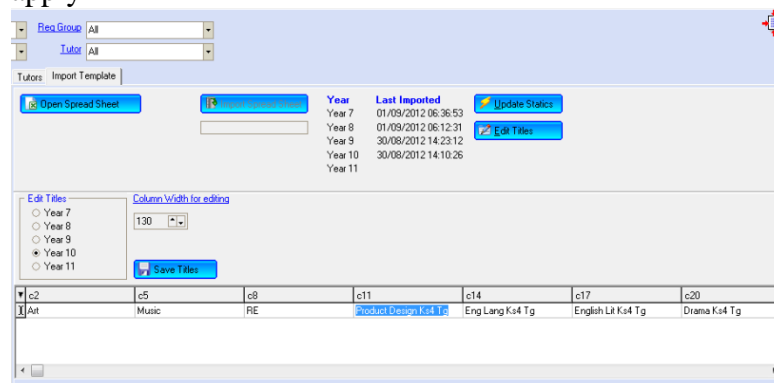 apply
Reg Group All
Tutor All
Tutors Import Template
Open Spread Sheet Import Spread Sheet Year Last Imported Update Statics
Year 7 01/09/2012 06:36:53
Year 8 01/09/2012 06:12:31 Edit Titles
Year 9 30/08/2012 14:23:12
Year 10 30/08/2012 14:10:26
Year 11
Edit Titles Column Width for editing
Year 7
Year 8 130
Year 9
Year 10
Year 11 Save Titles
c2 c5 c8 c11 c14 c17 c20
Art Music RE Product Design Ks4 Tg Eng Lang Ks4 Tg English Lit Ks4 Tg Drama Ks4 Tg